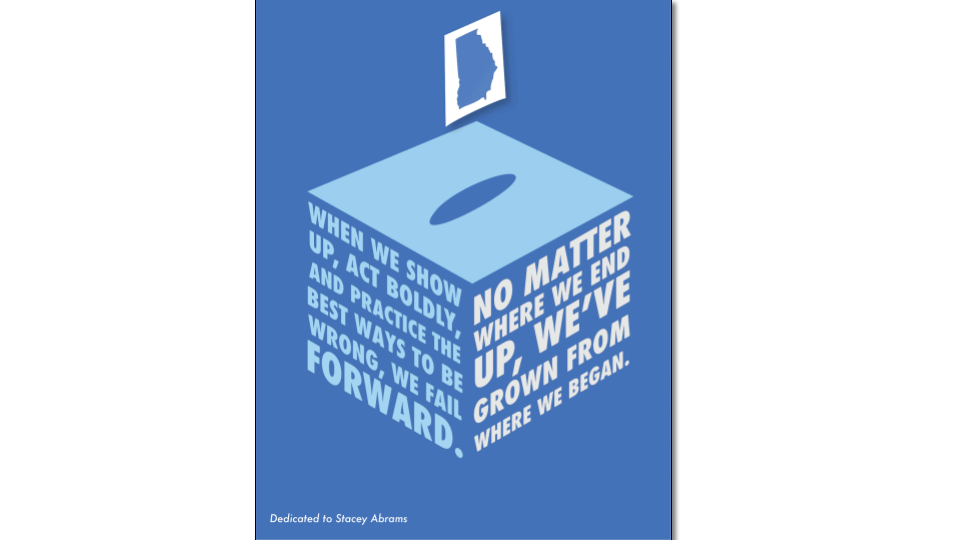 WHEN WE SHOW
UP, ACT BOLDLY,
AND PRACTICE THE
BEST WAYS TO BE
WRONG, WE FAIL
FORWARD.
NO MATTER
WHERE WE END
UP, WE'VE
GROWN FROM
WHERE WE BEGAN.
Dedicated to Stacey Abrams